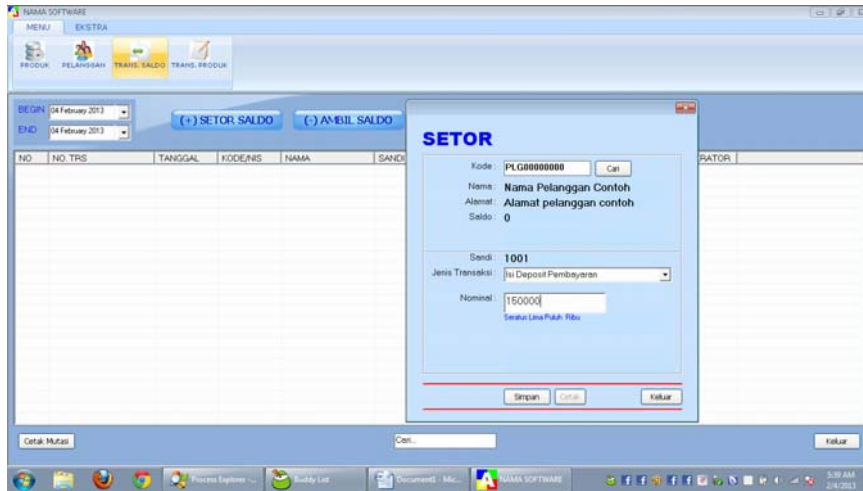 NAMA SOFTWARE
MENU EKSTRA
PRODUK PELANGGAN TRANS. SALDO TRANS. PRODUK
BEGIN 04 February 2013
(+) SETOR SALDO (-) AMBIL SALDO
END 04 February 2013
NO NO. TRS TANGGAL KODE/NIS NAMA SANDI RATOR
SETOR
Kode : PLG00000000 Cari
Nama : Nama Pelanggan Contoh
Alamat : Alamat pelanggan contoh
Saldo : 0
Sandi : 1001
Jenis Transaksi : Isi Deposit Pembayaran
Nominal : 150000
Seratus Lima Puluh Ribu
Simpan Cetak Keluar
Cetak Mutasi Cari... Keluar
Process Explorer -... Buddy List Document1 - Mic... NAMA SOFTWARE
5:39 AM
2/4/2013